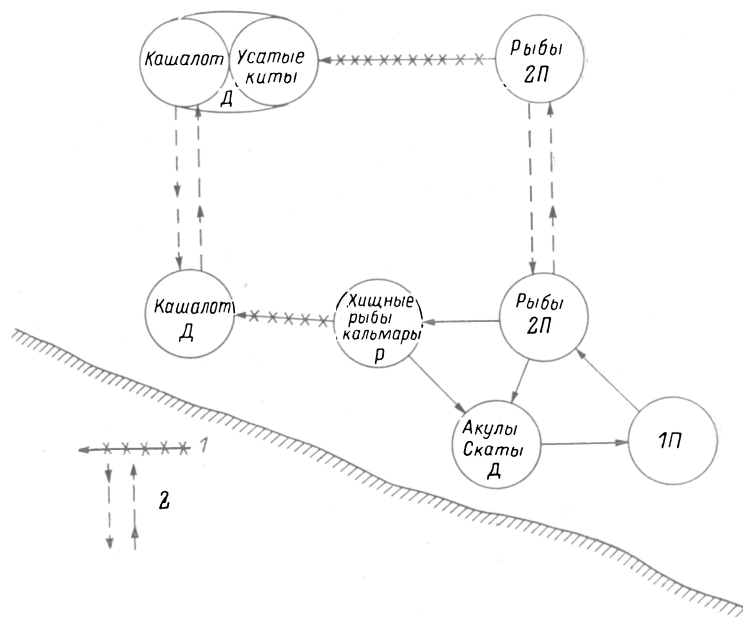 Кашалот
Усатые
киты
Д
Рыбы
2П
Кашалот
Д
Хищные
рыбы
кальмары
Р
Рыбы
2П
Акулы
Скаты
Д
1П
1
2